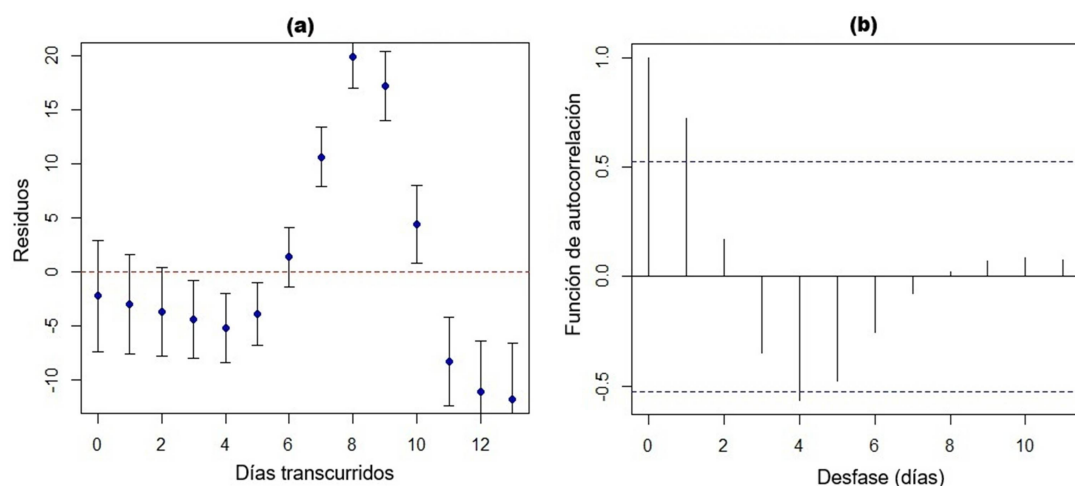 (a)
20
15
10
5
0
-5
-10
Residuos
0 2 4 6 8 10 12
Días transcurridos
(b)
1.0
0.5
0.0
-0.5
Función de autocorrelación
0 2 4 6 8 10
Desfase (días)